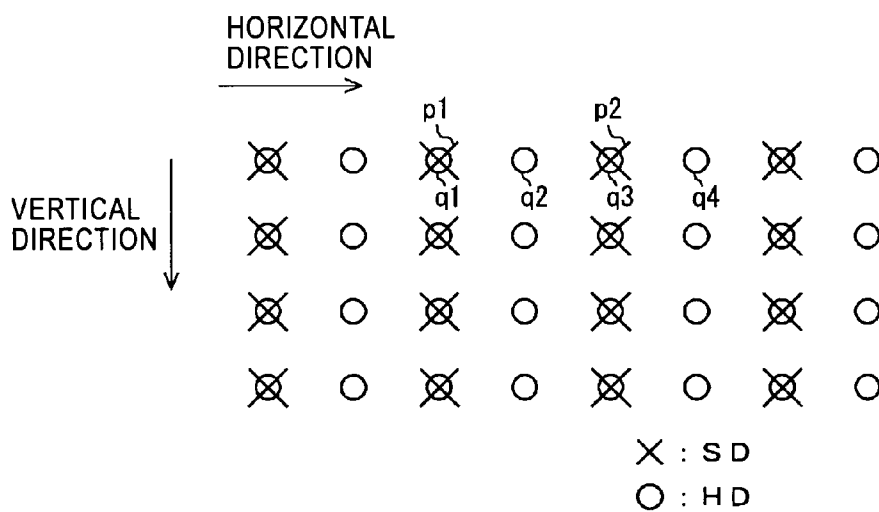 HORIZONTAL
DIRECTION
p1 p2
q1 q2 q3 q4
VERTICAL
DIRECTION
: SD
: HD